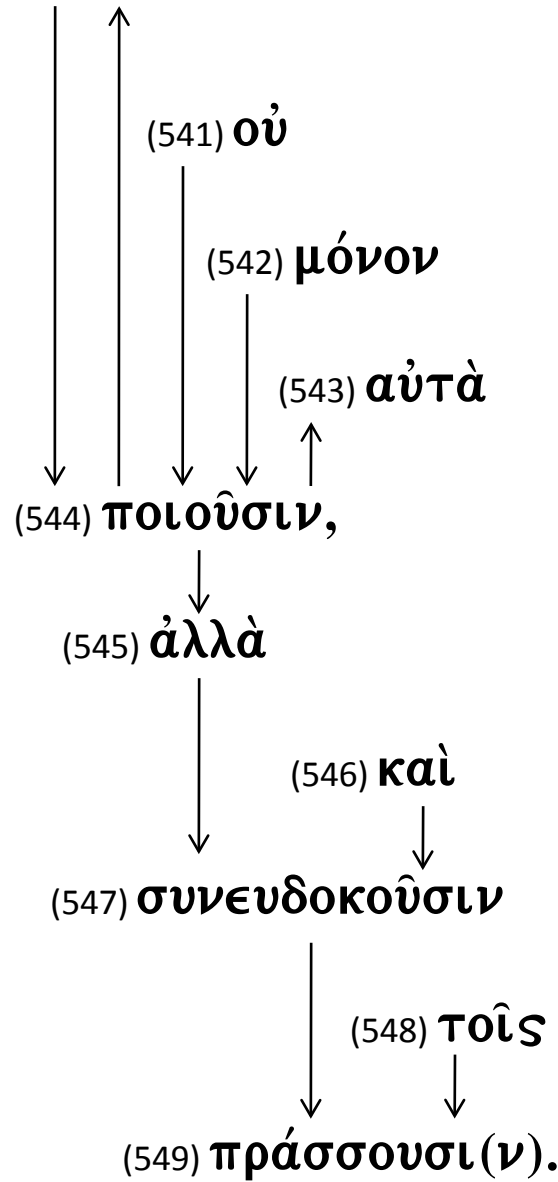 (541) οὐ
(542) μόνον
(543) αὐτὰ
(544) ποιοῦσιν,
(545) ἀλλὰ
(546) καὶ
(547) συνευδοκοῦσιν
(548) τοῖς
(549) πράσσουσι(ν).